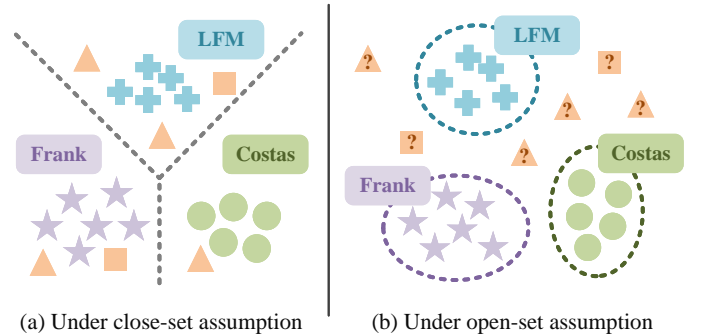 LFM
Frank
Costas
(a) Under close-set assumption
LFM
?
?
?
?
?
?
Costas
Frank
(b) Under open-set assumption